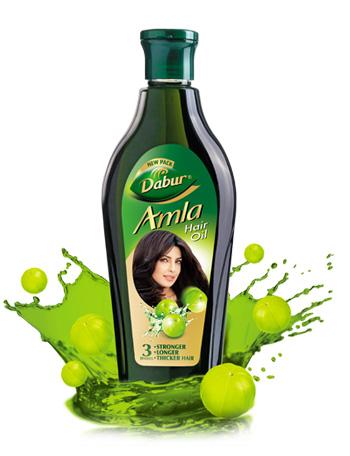 NEW PACK
Dabur®
Amla
Hair
Oil
3 • STRONGER
• LONGER
• THICKER HAIR